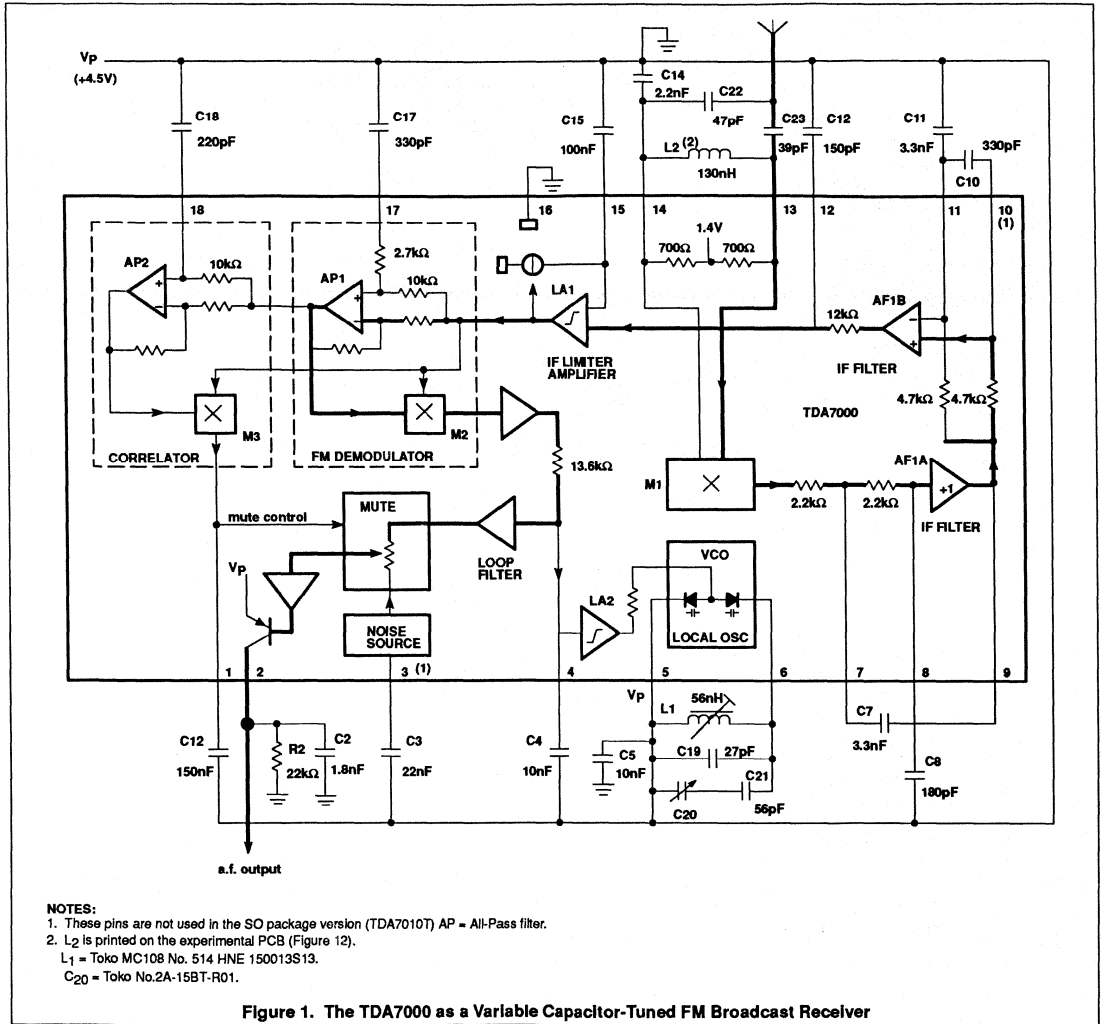 VP
(+4.5V)
C18
220pF
C17
330pF
C15
100nF
C14
2.2nF
C22
47pF
L2 (2)
130nH
C23
39pF
C12
150pF
C11
3.3nF
330pF
C10
18
17
16
15
14
13
12
11
10
(1)
AP2
10kΩ
+
−
M3
CORRELATOR
2.7kΩ
AP1
10kΩ
+
−
M2
FM DEMODULATOR
LA1
IF LIMITER
AMPLIFIER
1.4V
700Ω
700Ω
12kΩ
AF1B
−
+
IF FILTER
4.7kΩ
4.7kΩ
TDA7000
13.6kΩ
M1
2.2kΩ
2.2kΩ
AF1A
+1
IF FILTER
mute control
MUTE
LOOP
FILTER
VP
NOISE
SOURCE
LA2
VCO
LOCAL OSC
1
2
3
(1)
4
5
6
7
8
9
C12
150nF
R2
22kΩ
C2
1.8nF
C3
22nF
C4
10nF
VP
L1
56nH
C5
10nF
C19
27pF
C20
C21
56pF
C7
3.3nF
C8
180pF
a.f. output
NOTES:
1. These pins are not used in the SO package version (TDA7010T) AP = All-Pass filter.
2. L2 is printed on the experimental PCB (Figure 12).
L1 = Toko MC108 No. 514 HNE 150013S13.
C20 = Toko No.2A-15BT-R01.
Figure 1. The TDA7000 as a Variable Capacitor-Tuned FM Broadcast Receiver